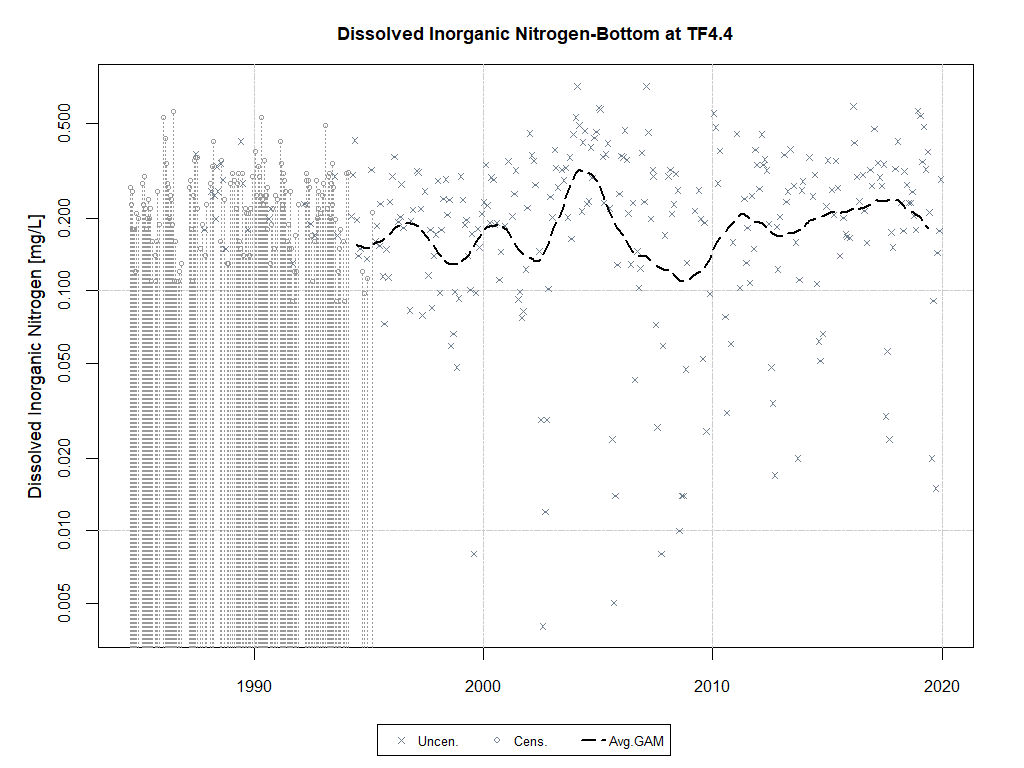 Dissolved Inorganic Nitrogen-Bottom at TF4.4
Dissolved Inorganic Nitrogen [mg/L]
0.500
0.200
0.100
0.050
0.020
0.010
0.005
1990 2000 2010 2020
Uncen. Cens. Avg.GAM